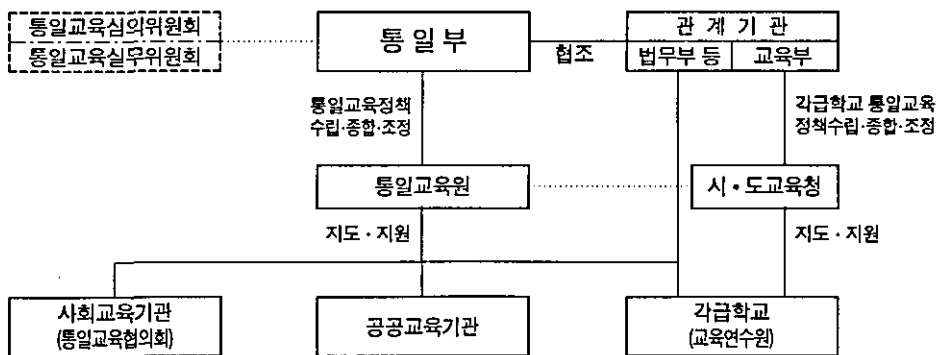 통일교육심의위원회
통일교육실무위원회
통일부
협조
관계기관
법무부 등
교육부
통일교육정책
수립·종합·조정
각급학교 통일교육
정책수립·종합·조정
통일교육원
시·도교육청
지도·지원
지도·지원
사회교육기관
(통일교육협의회)
공공교육기관
각급학교
(교육연수원)